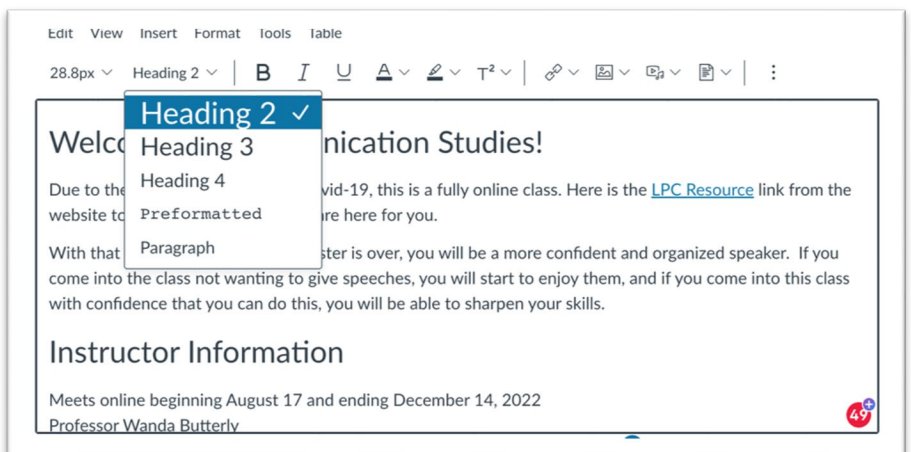 Edit View Insert Format Tools Table
28.8px Heading 2 B I U A T²
Heading 2
Heading 3
Heading 4
Preformatted
Paragraph
Welc nication Studies!
Due to the vid-19, this is a fully online class. Here is the LPC Resource link from the
website to re here for you.
With that ster is over, you will be a more confident and organized speaker. If you
come into the class not wanting to give speeches, you will start to enjoy them, and if you come into this class
with confidence that you can do this, you will be able to sharpen your skills.
Instructor Information
Meets online beginning August 17 and ending December 14, 2022
Professor Wanda Butterly
49